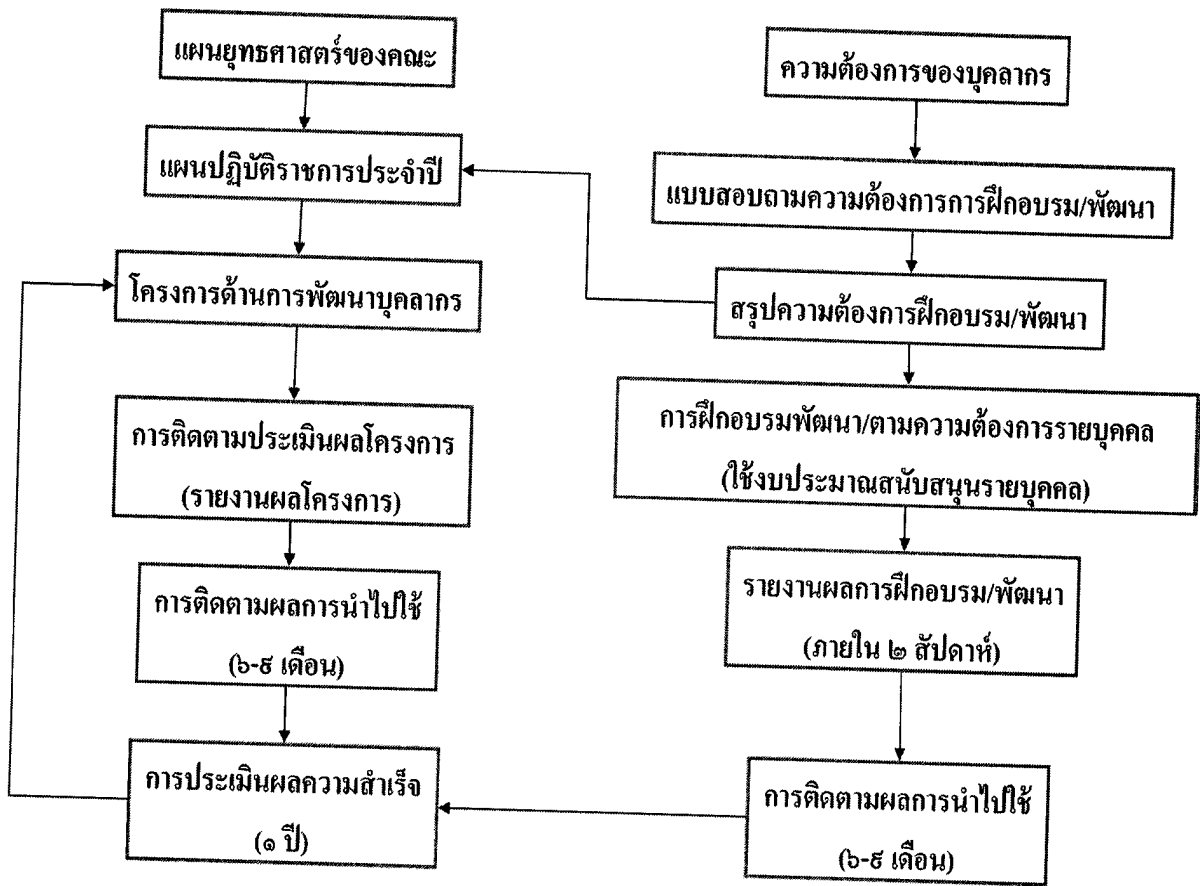 แผนยุทธศาสตร์ของคณะ
แผนปฏิบัติราชการประจำปี
โครงการด้านการพัฒนาบุคลากร
การติดตามประเมินผลโครงการ
(รายงานผลโครงการ)
การติดตามผลการนำไปใช้
(๖-๙ เดือน)
การประเมินผลความสำเร็จ
(๑ ปี)
ความต้องการของบุคลากร
แบบสอบถามความต้องการการฝึกอบรม/พัฒนา
สรุปความต้องการฝึกอบรม/พัฒนา
การฝึกอบรมพัฒนา/ตามความต้องการรายบุคคล
(ใช้งบประมาณสนับสนุนรายบุคคล)
รายงานผลการฝึกอบรม/พัฒนา
(ภายใน ๒ สัปดาห์)
การติดตามผลการนำไปใช้
(๖-๙ เดือน)